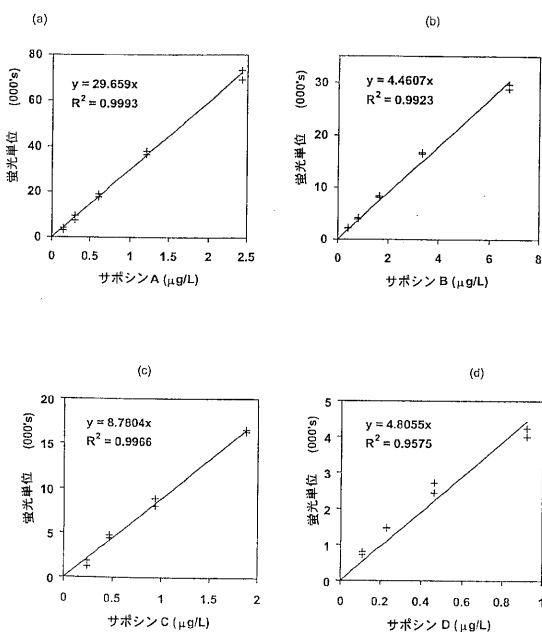 (a)
80
60
40
20
0
蛍光単位 (000's)
y = 29.659x
R² = 0.9993
0 0.5 1 1.5 2 2.5
サポシンA (μg/L)
(b)
30
20
10
0
蛍光単位 (000's)
y = 4.4607x
R² = 0.9923
0 2 4 6 8
サポシン B (μg/L)
(c)
20
15
10
5
0
蛍光単位 (000's)
y = 8.7804x
R² = 0.9966
0 0.5 1 1.5 2
サポシン C (μg/L)
(d)
5
4
3
2
1
0
蛍光単位 (000's)
y = 4.8055x
R² = 0.9575
0 0.2 0.4 0.6 0.8 1
サポシン D (μg/L)